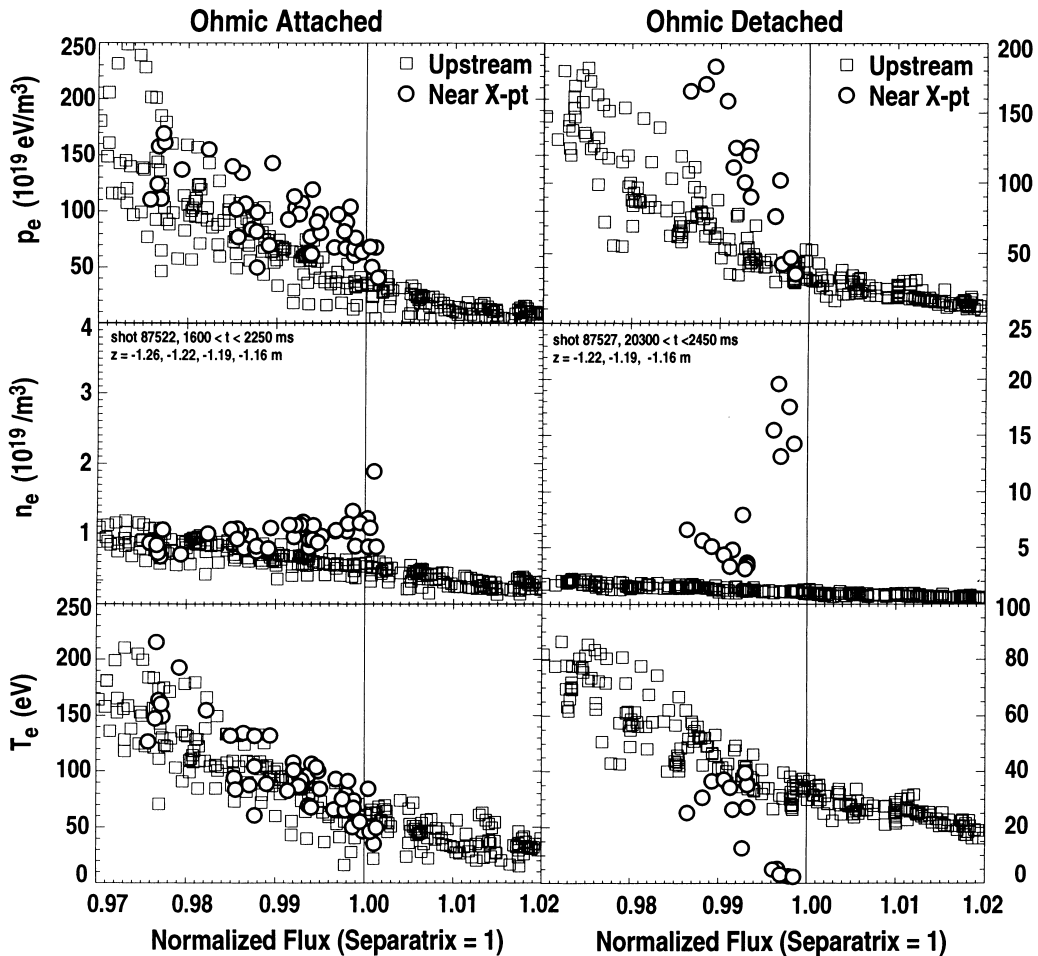 Ohmic Attached
Ohmic Detached
Upstream
Near X-pt
Upstream
Near X-pt
pe (10^19 eV/m^3)
250
200
150
100
50
200
150
100
50
shot 87522, 1600 < t < 2250 ms
z = -1.26, -1.22, -1.19, -1.16 m
shot 87527, 20300 < t <2450 ms
z = -1.22, -1.19, -1.16 m
ne (10^19 /m^3)
4
3
2
1
25
20
15
10
5
Te (eV)
250
200
150
100
50
0
100
80
60
40
20
0
0.97 0.98 0.99 1.00 1.02
0.98 0.99 1.00 1.01 1.02
Normalized Flux (Separatrix = 1)
Normalized Flux (Separatrix = 1)